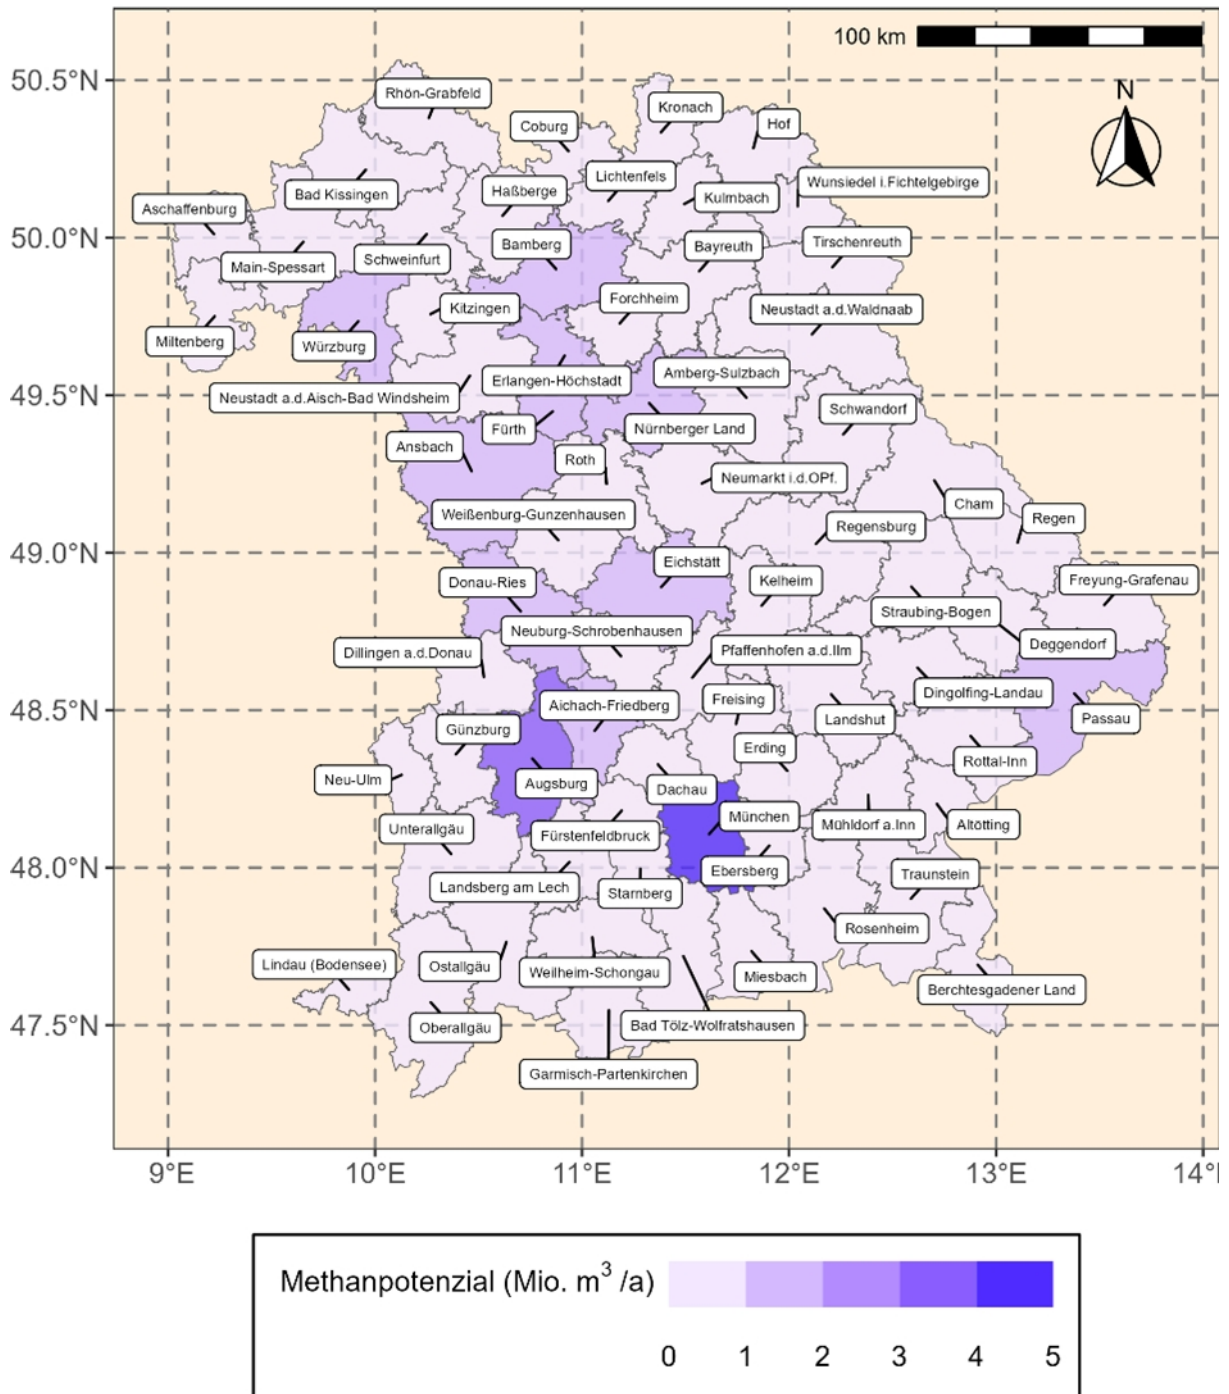 100 km
N
50.5°N
50.0°N
49.5°N
49.0°N
48.5°N
48.0°N
47.5°N
Rhön-Grabfeld
Kronach
Coburg
Hof
Lichtenfels
Wunsiedel i.Fichtelgebirge
Bad Kissingen
Haßberge
Kulmbach
Aschaffenburg
Bamberg
Bayreuth
Tirschenreuth
Main-Spessart
Schweinfurt
Forchheim
Kitzingen
Neustadt a.d.Waldnaab
Miltenberg
Würzburg
Erlangen-Höchstadt
Amberg-Sulzbach
Neustadt a.d.Aisch-Bad Windsheim
Schwandorf
Fürth
Nürnberger Land
Ansbach
Roth
Neumarkt i.d.OPf.
Cham
Weißenburg-Gunzenhausen
Regensburg
Regen
Eichstätt
Donau-Ries
Kelheim
Freyung-Grafenau
Straubing-Bogen
Neuburg-Schrobenhausen
Deggendorf
Dillingen a.d.Donau
Pfaffenhofen a.d.Ilm
Dingolfing-Landau
Aichach-Friedberg
Freising
Landshut
Passau
Günzburg
Erding
Rottal-Inn
Neu-Ulm
Augsburg
Dachau
München
Mühldorf a.Inn
Altötting
Unterallgäu
Fürstenfeldbruck
Ebersberg
Traunstein
Landsberg am Lech
Starnberg
Rosenheim
Lindau (Bodensee)
Ostallgäu
Weilheim-Schongau
Miesbach
Berchtesgadener Land
Oberallgäu
Bad Tölz-Wolfratshausen
Garmisch-Partenkirchen
9°E 10°E 11°E 12°E 13°E 14°
Methanpotenzial (Mio. m³ /a)
0 1 2 3 4 5